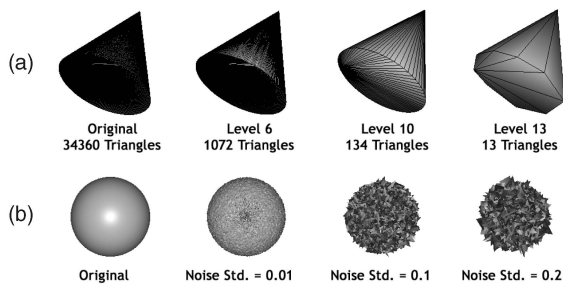 (a)
Original Level 6 Level 10 Level 13
34360 Triangles 1072 Triangles 134 Triangles 13 Triangles
(b)
Original Noise Std. = 0.01 Noise Std. = 0.1 Noise Std. = 0.2